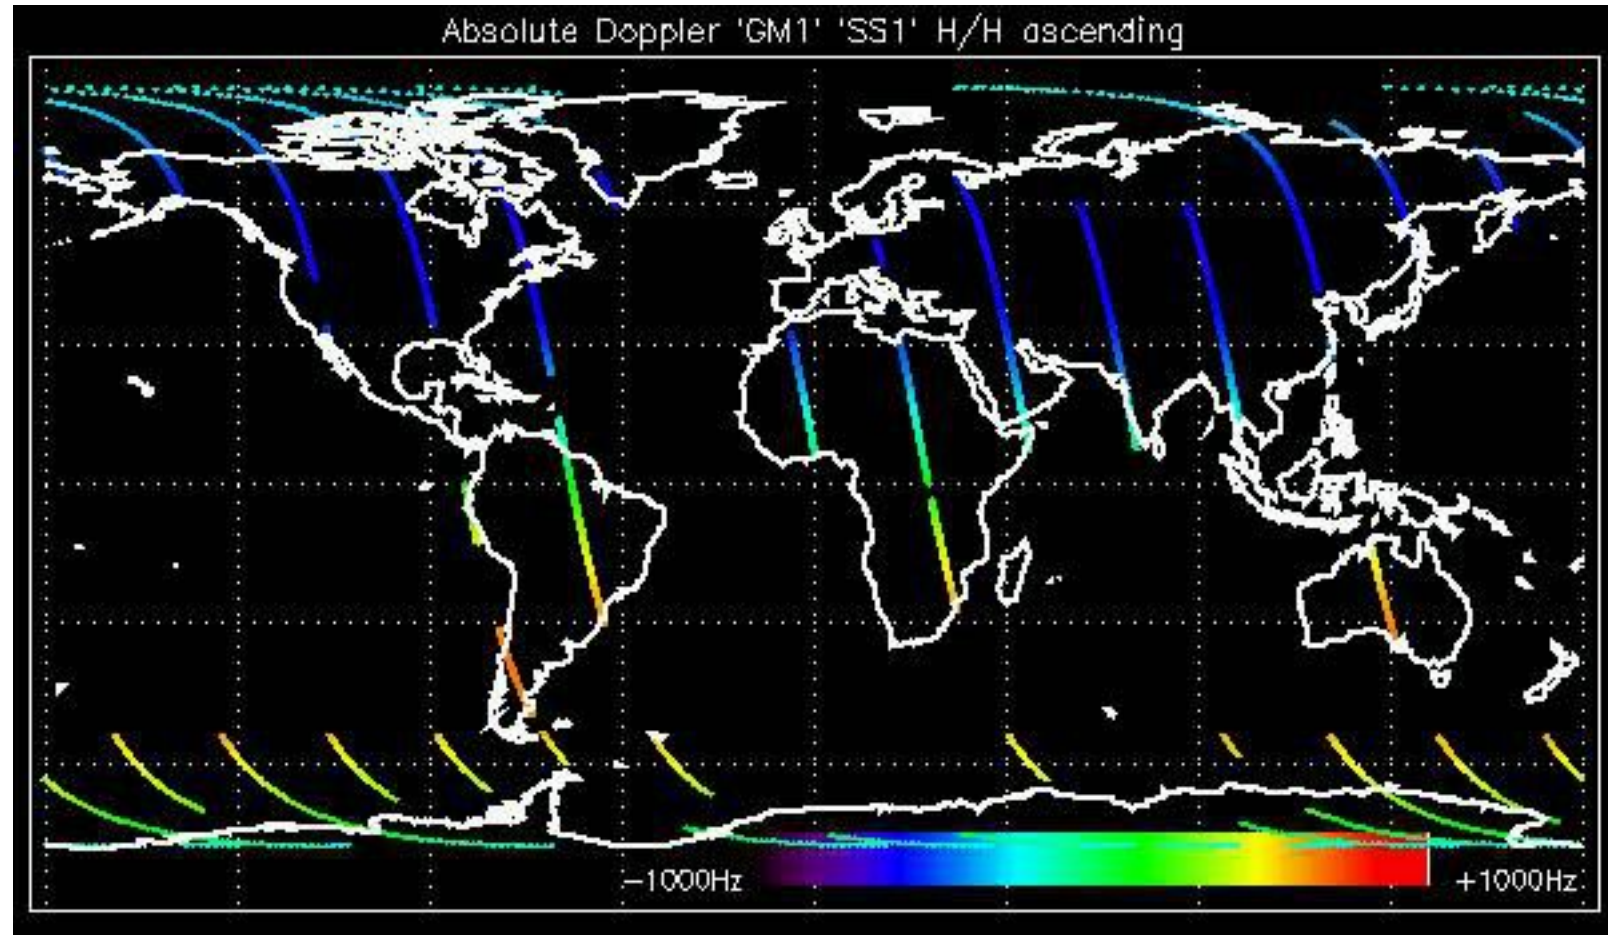 Absolute Doppler 'GM1' 'SS1' H/H ascending
−1000Hz +1000Hz